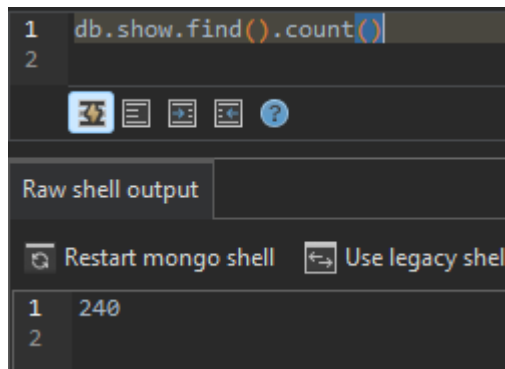 1 db.show.find().count()
2
Raw shell output
Restart mongo shell Use legacy shel
1 240
2